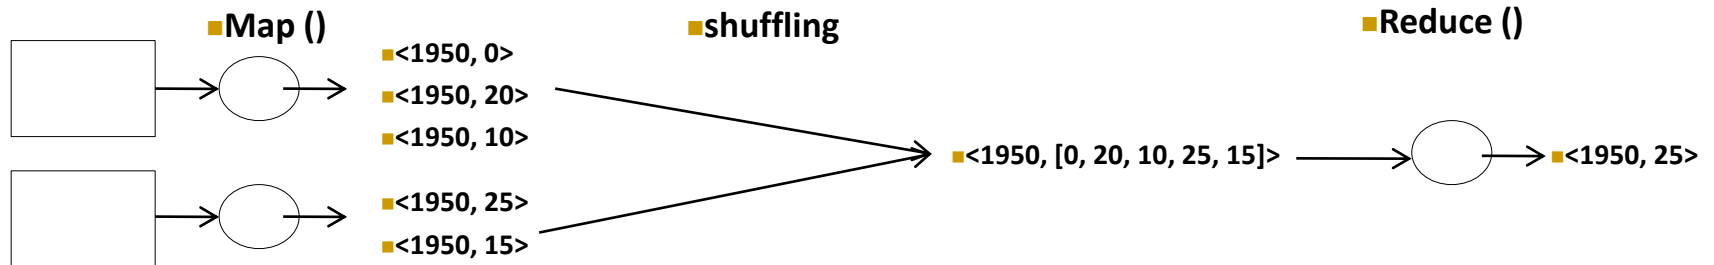 ■Map ()
■shuffling
■Reduce ()
■<1950, 0>
■<1950, 20>
■<1950, 10>
■<1950, 25>
■<1950, 15>
■<1950, [0, 20, 10, 25, 15]>
■<1950, 25>